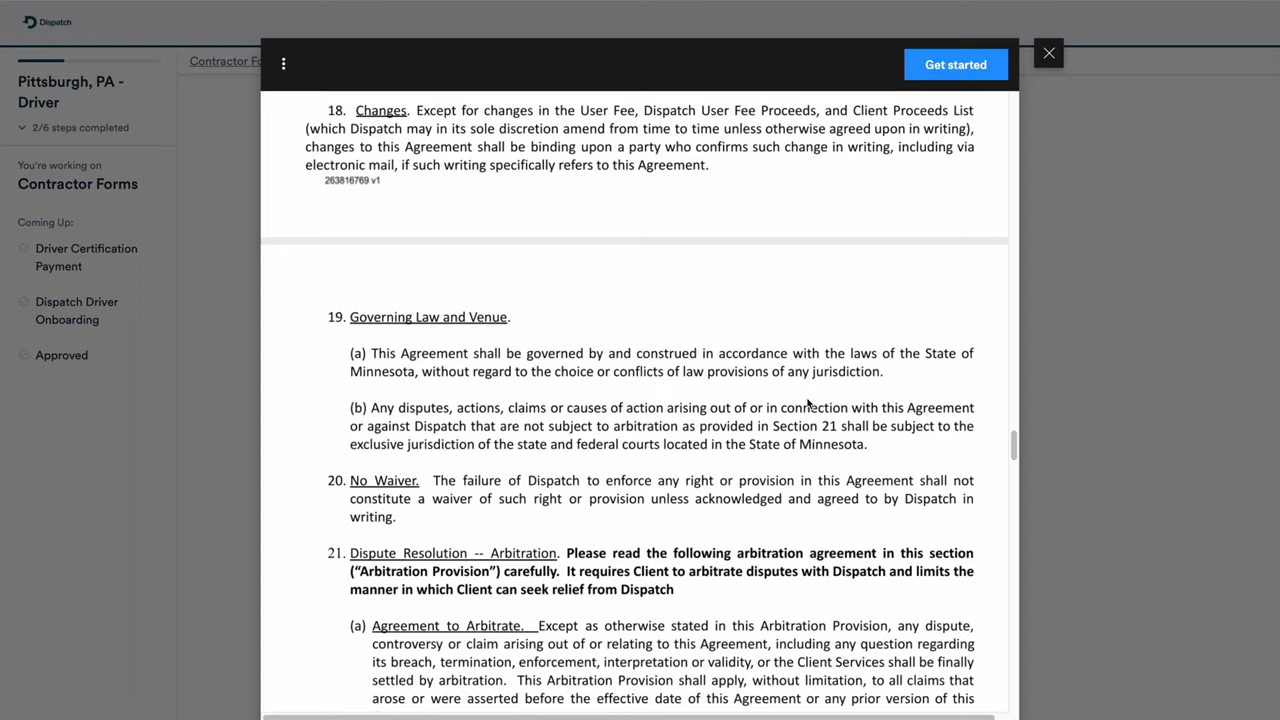 Dispatch
Pittsburgh, PA -
Driver
2/6 steps completed
You're working on
Contractor Forms
Coming Up:
Driver Certification
Payment
Dispatch Driver
Onboarding
Approved
Contractor Fo
Get started
18. Changes. Except for changes in the User Fee, Dispatch User Fee Proceeds, and Client Proceeds List
(which Dispatch may in its sole discretion amend from time to time unless otherwise agreed upon in writing),
changes to this Agreement shall be binding upon a party who confirms such change in writing, including via
electronic mail, if such writing specifically refers to this Agreement.
263816769 v1
19. Governing Law and Venue.
(a) This Agreement shall be governed by and construed in accordance with the laws of the State of
Minnesota, without regard to the choice or conflicts of law provisions of any jurisdiction.
(b) Any disputes, actions, claims or causes of action arising out of or in connection with this Agreement
or against Dispatch that are not subject to arbitration as provided in Section 21 shall be subject to the
exclusive jurisdiction of the state and federal courts located in the State of Minnesota.
20. No Waiver. The failure of Dispatch to enforce any right or provision in this Agreement shall not
constitute a waiver of such right or provision unless acknowledged and agreed to by Dispatch in
writing.
21. Dispute Resolution -- Arbitration. Please read the following arbitration agreement in this section
(“Arbitration Provision”) carefully. It requires Client to arbitrate disputes with Dispatch and limits the
manner in which Client can seek relief from Dispatch
(a) Agreement to Arbitrate. Except as otherwise stated in this Arbitration Provision, any dispute,
controversy or claim arising out of or relating to this Agreement, including any question regarding
its breach, termination, enforcement, interpretation or validity, or the Client Services shall be finally
settled by arbitration. This Arbitration Provision shall apply, without limitation, to all claims that
arose or were asserted before the effective date of this Agreement or any prior version of this